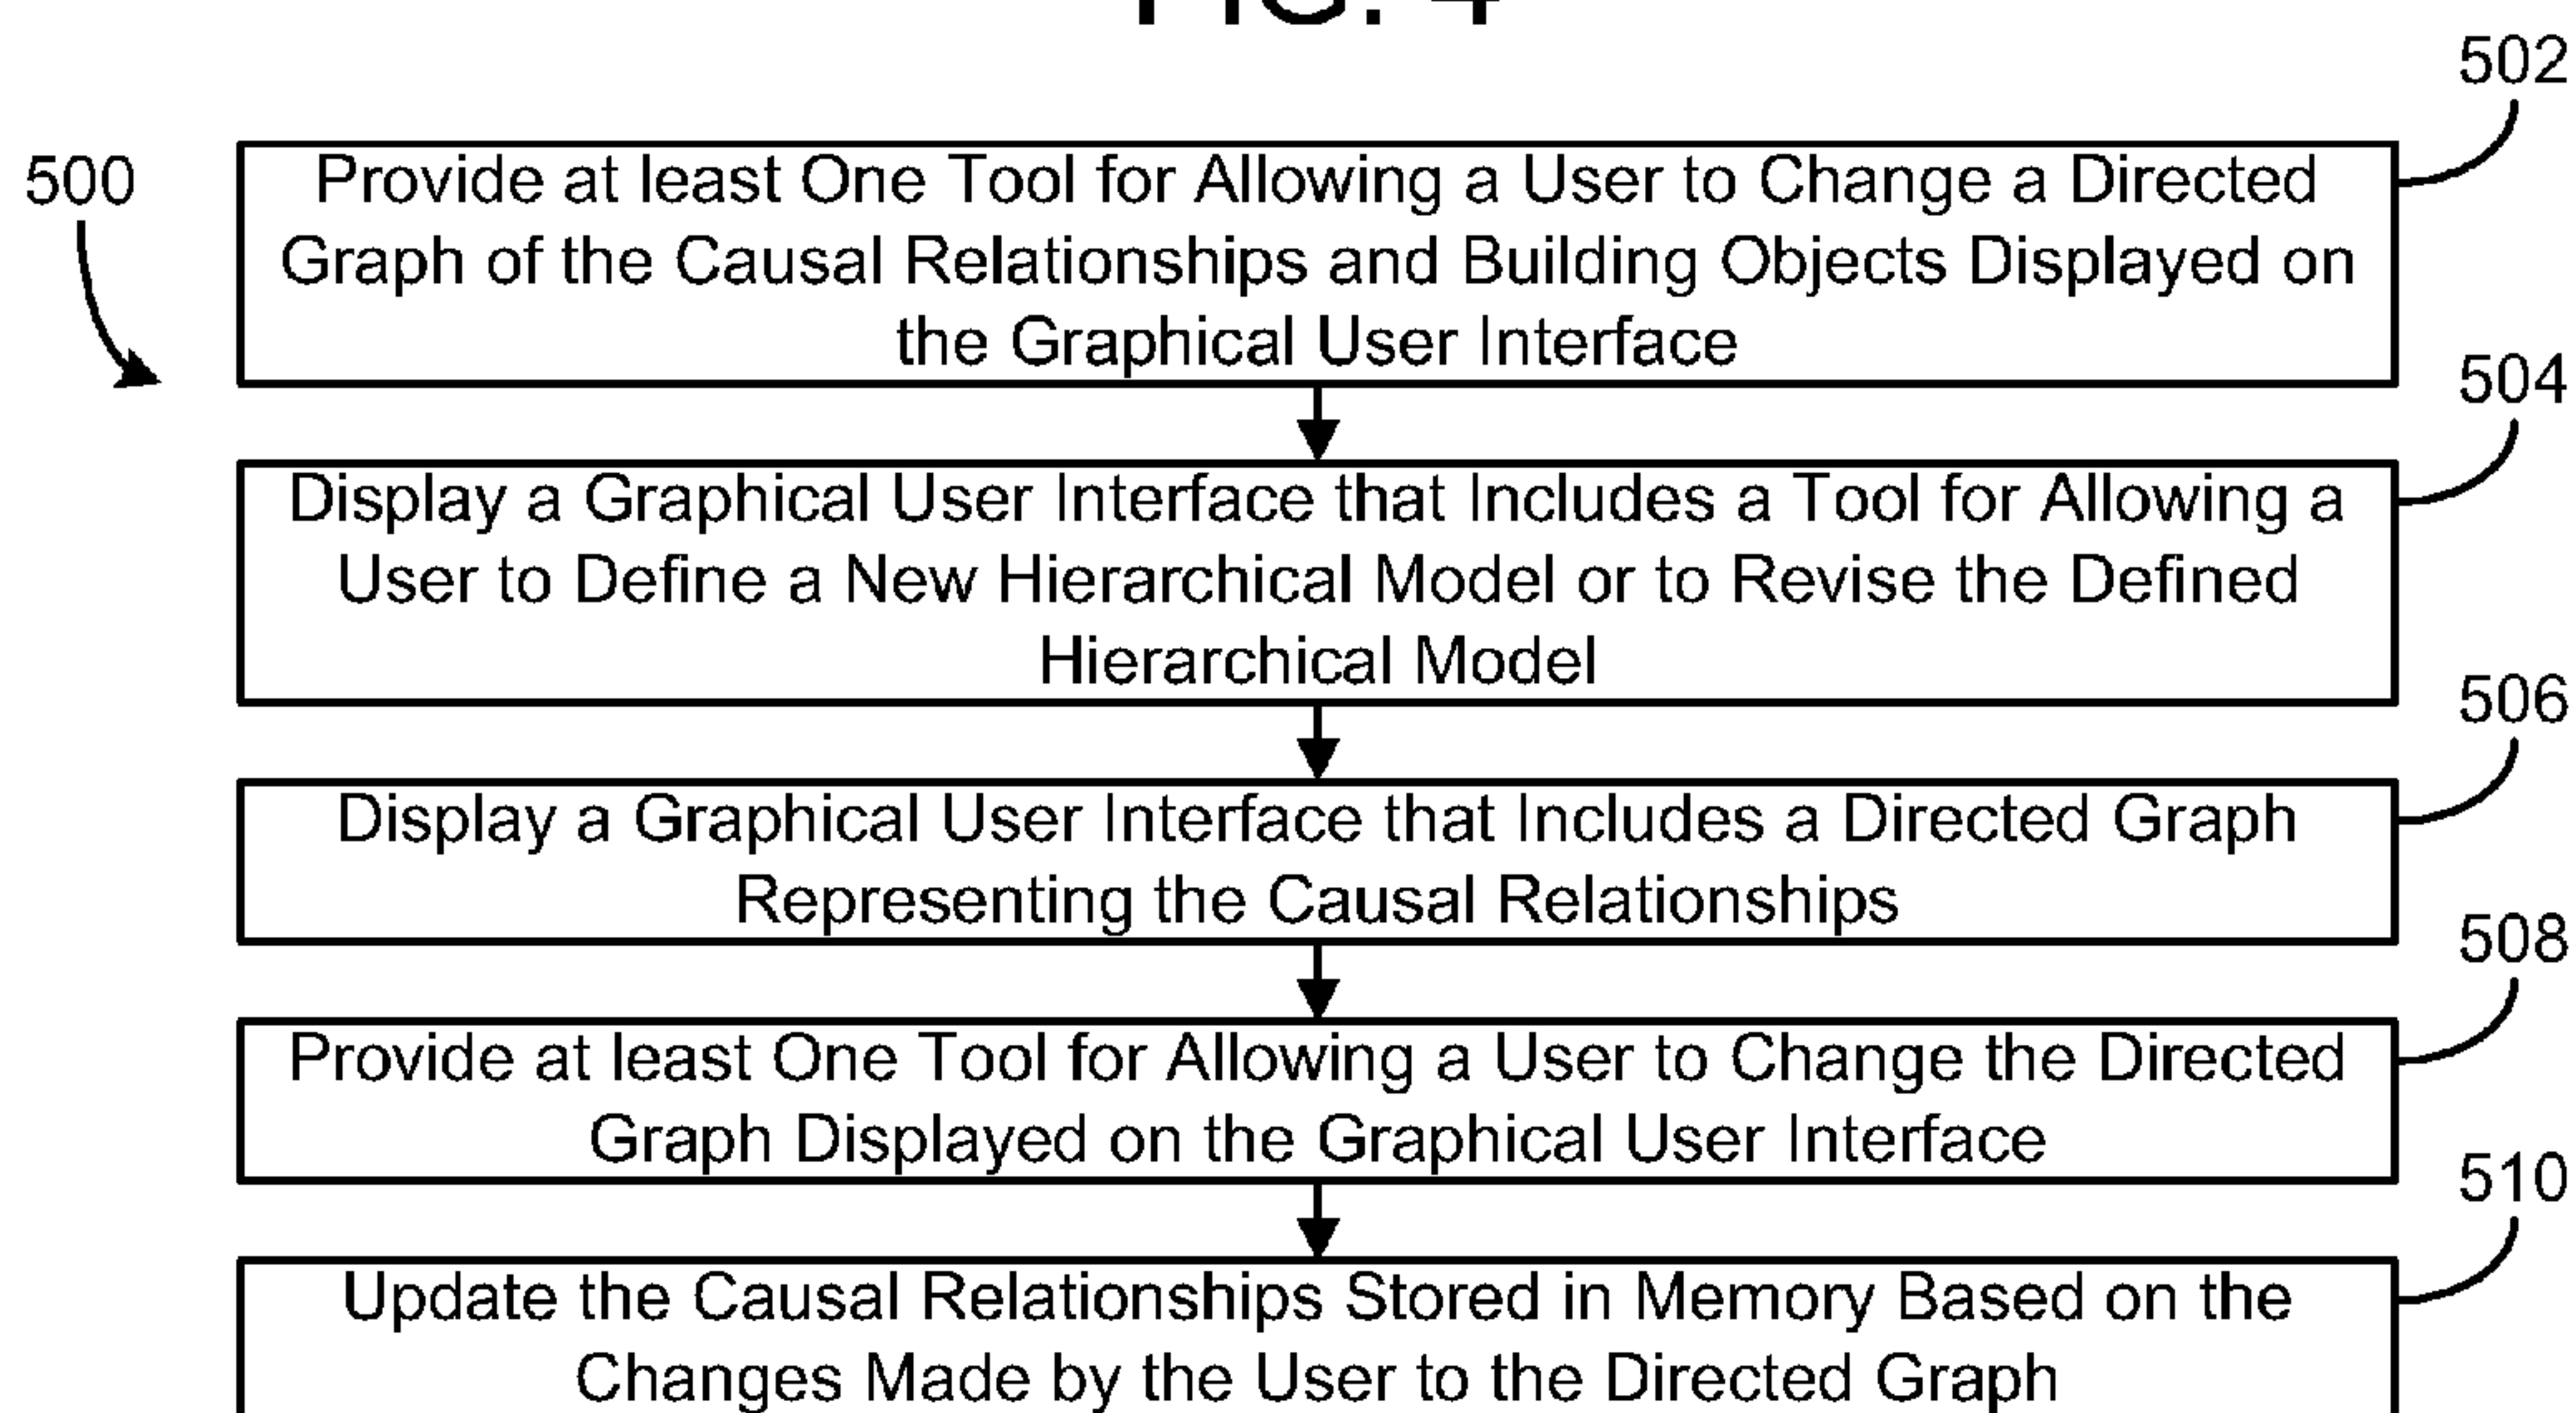 FIG. 4
502
500
Provide at least One Tool for Allowing a User to Change a Directed
Graph of the Causal Relationships and Building Objects Displayed on
the Graphical User Interface
504
Display a Graphical User Interface that Includes a Tool for Allowing a
User to Define a New Hierarchical Model or to Revise the Defined
Hierarchical Model
506
Display a Graphical User Interface that Includes a Directed Graph
Representing the Causal Relationships
508
Provide at least One Tool for Allowing a User to Change the Directed
Graph Displayed on the Graphical User Interface
510
Update the Causal Relationships Stored in Memory Based on the
Changes Made by the User to the Directed Graph